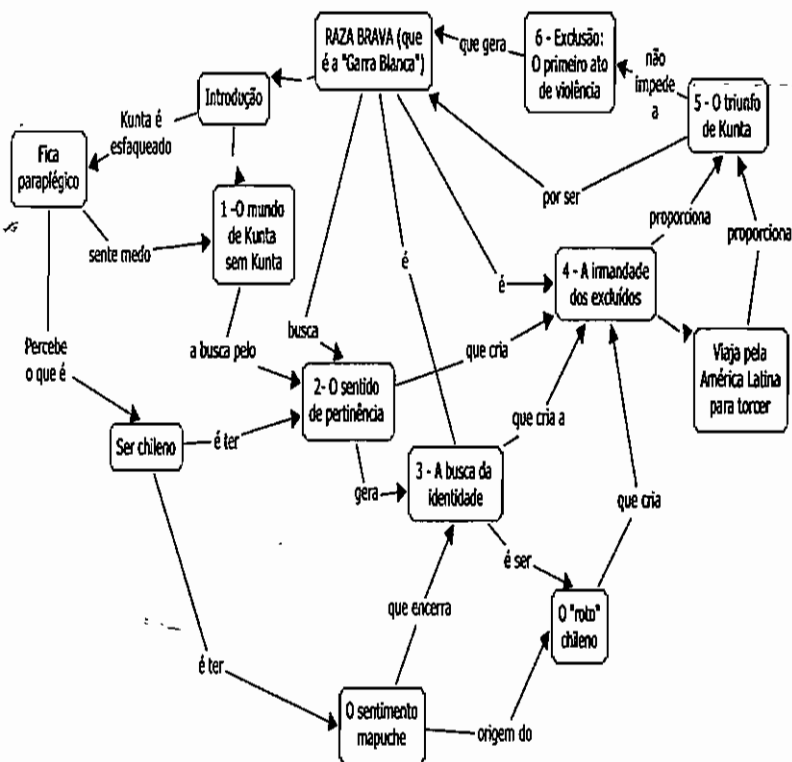 RAZA BRAVA (que
é a "Garra Blanca")
que gera
6 - Exclusão:
O primeiro ato
de violência
não
impede
a
5 - O triunfo
de Kunta
Introdução
Kunta é
esfaqueado
Fica
paraplégico
1 -O mundo
de Kunta
sem Kunta
sente medo
por ser
proporciona
proporciona
é
é
4 - A irmandade
dos excluídos
Percebe
o que é
a busca pelo
busca
que cria
Viaja pela
América Latina
para torcer
2- O sentido
de pertinência
Ser chileno
é ter
que cria a
gera
3 - A busca da
identidade
que cria
é ser
que encerra
O "roto"
chileno
é ter
O sentimento
mapuche
origem do